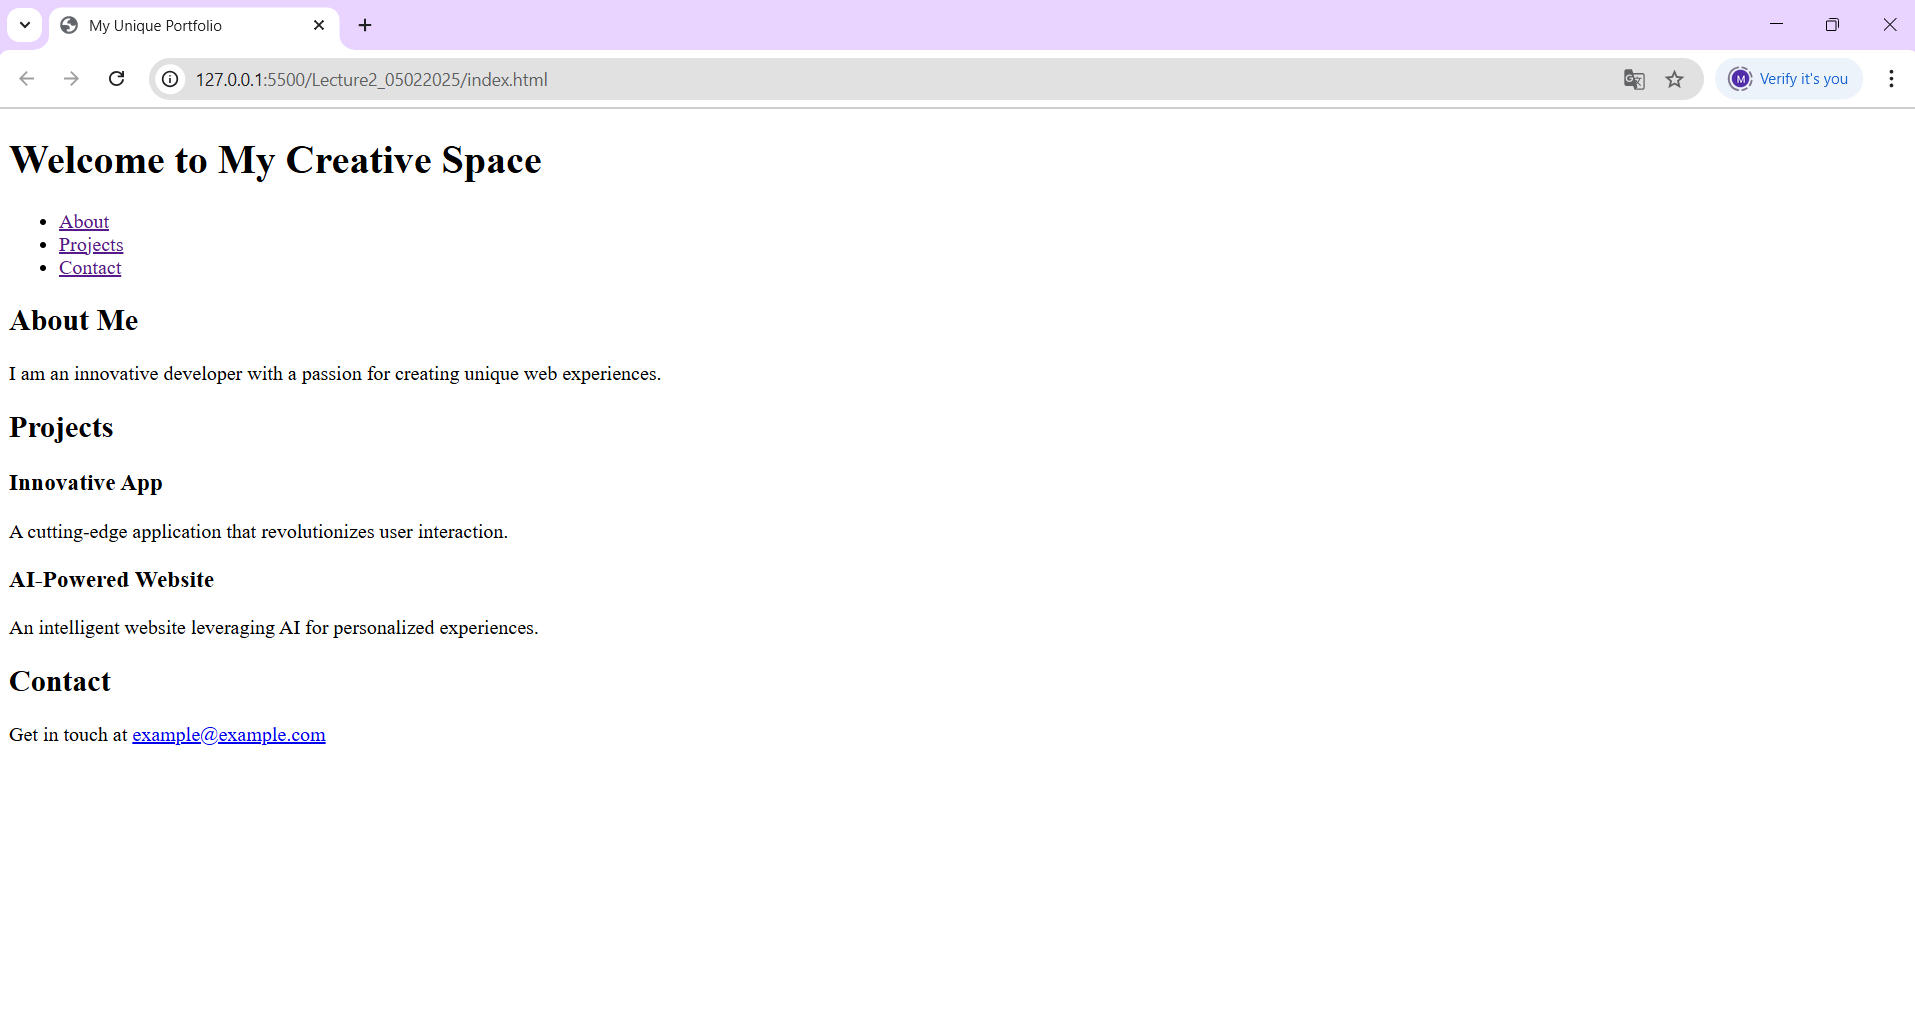 My Unique Portfolio
127.0.0.1:5500/Lecture2_05022025/index.html
M Verify it's you
Welcome to My Creative Space
About
Projects
Contact
About Me
I am an innovative developer with a passion for creating unique web experiences.
Projects
Innovative App
A cutting-edge application that revolutionizes user interaction.
AI-Powered Website
An intelligent website leveraging AI for personalized experiences.
Contact
Get in touch at example@example.com